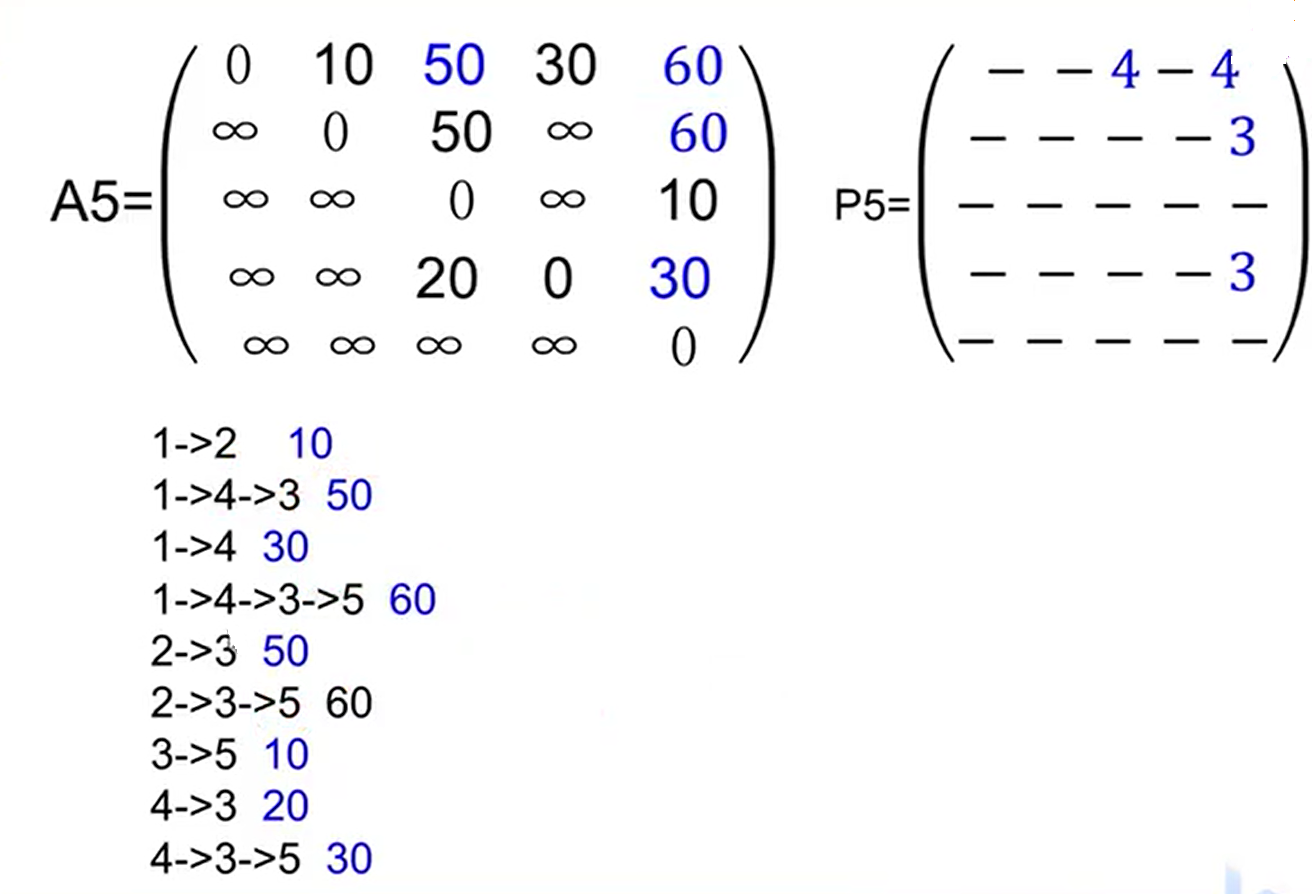 0 10 50 30 60 — — 4 — 4
∞ 0 50 ∞ 60 — — — — 3
A5= ∞ ∞ 0 ∞ 10 P5= — — — — —
∞ ∞ 20 0 30 — — — — 3
∞ ∞ ∞ ∞ 0 — — — — —
1->2 10
1->4->3 50
1->4 30
1->4->3->5 60
2->3 50
2->3->5 60
3->5 10
4->3 20
4->3->5 30